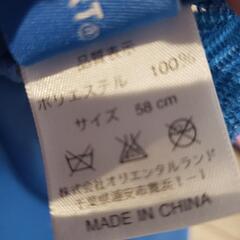 RT®
品質表示
ポリエステル 100%
サイズ 58 cm
株式会社オリエンタルランド
千葉県浦安市舞浜1-1
MADE IN CHINA